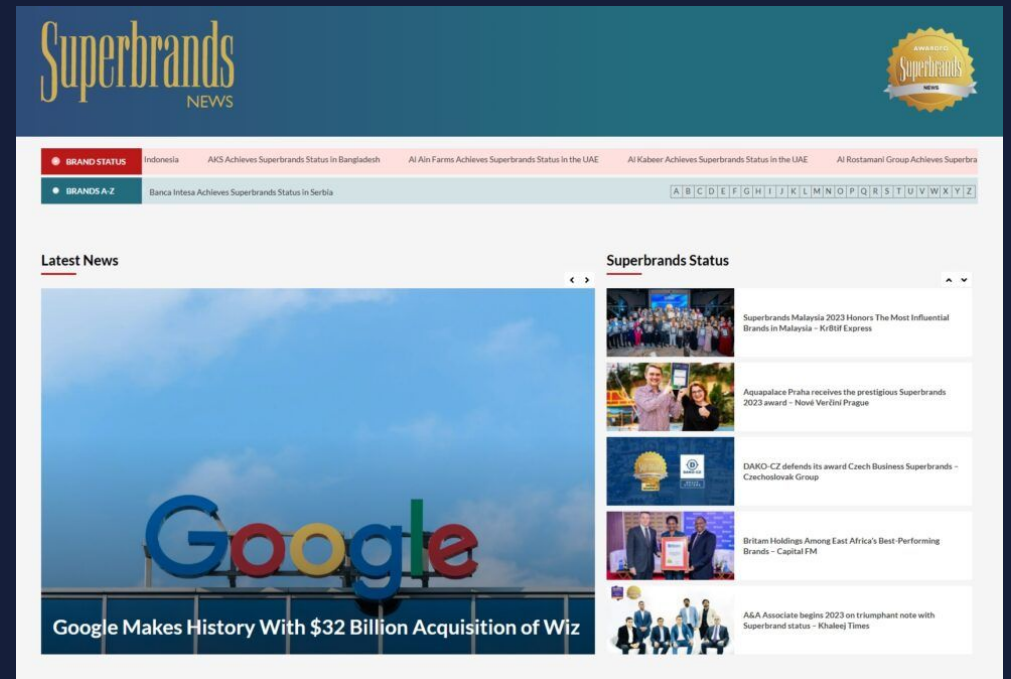 Superbrands
NEWS
AWARDED
Superbrands
NEWS
BRAND STATUS
Indonesia AKS Achieves Superbrands Status in Bangladesh Al Ain Farms Achieves Superbrands Status in the UAE Al Kabeer Achieves Superbrands Status in the UAE Al Rostamani Group Achieves Superbra
BRANDS A-Z
Banca Intesa Achieves Superbrands Status in Serbia
A B C D E F G H I J K L M N O P Q R S T U V W X Y Z
Latest News
Google
Google Makes History With $32 Billion Acquisition of Wiz
Superbrands Status
Superbrands Malaysia 2023 Honors The Most Influential
Brands in Malaysia – Kr8tif Express
Aquapalace Praha receives the prestigious Superbrands
2023 award – Nové Verčini Prague
DAKO-CZ defends its award Czech Business Superbrands –
Czechoslovak Group
DAKO-CZ
Britam Holdings Among East Africa's Best-Performing
Brands – Capital FM
A&A Associate begins 2023 on triumphant note with
Superbrand status – Khaleej Times